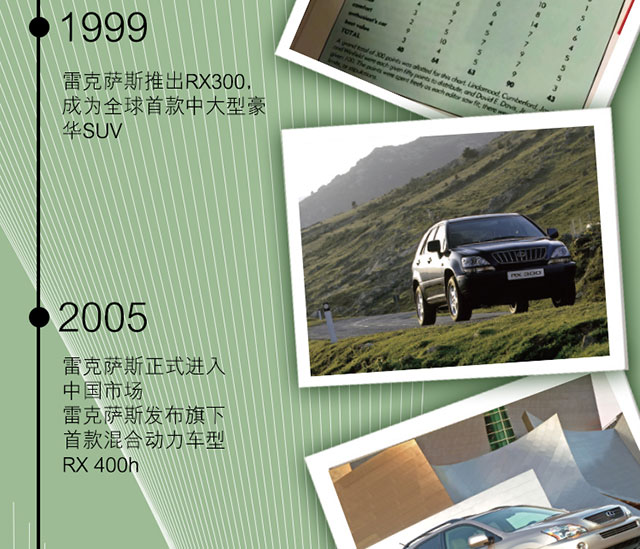 1999
雷克萨斯推出RX300，
成为全球首款中大型豪
华SUV
TOTAL
RX 300
2005
雷克萨斯正式进入
中国市场
雷克萨斯发布旗下
首款混合动力车型
RX 400h